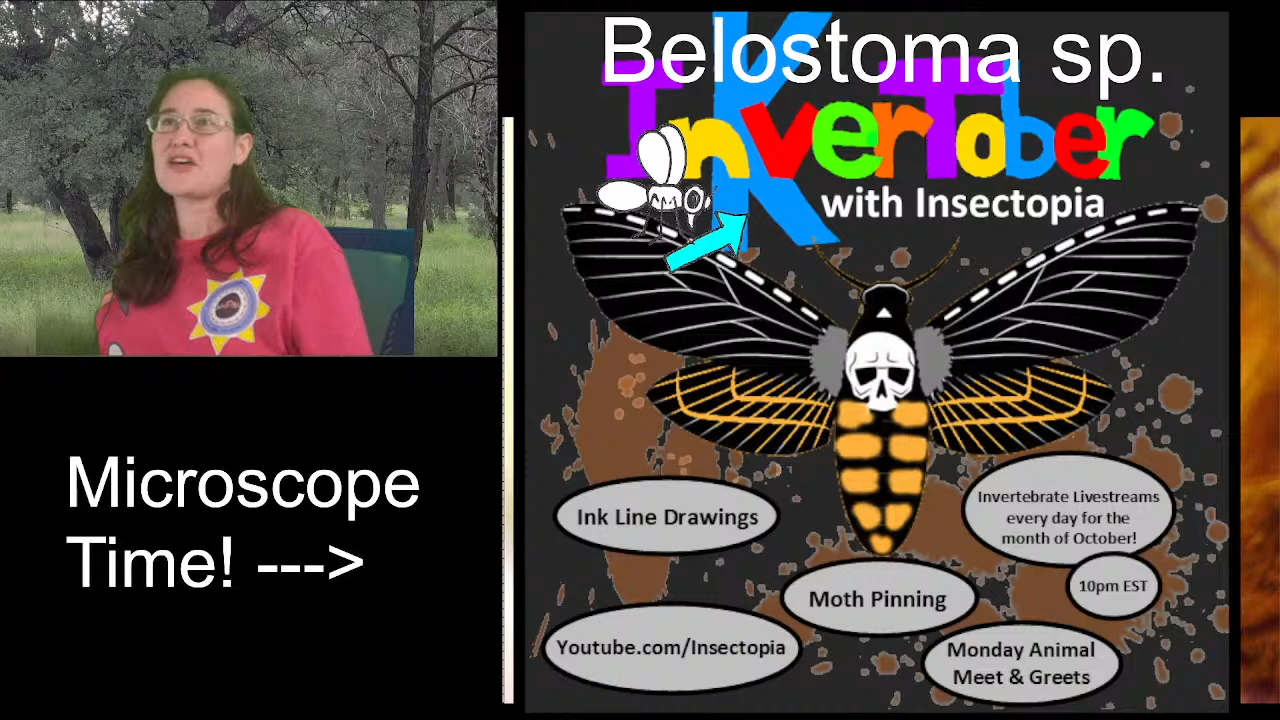 Belostoma sp.
InKverTober
with Insectopia
Microscope
Time! --->
Ink Line Drawings
Invertebrate Livestreams
every day for the
month of October!
10pm EST
Moth Pinning
Youtube.com/Insectopia
Monday Animal
Meet & Greets